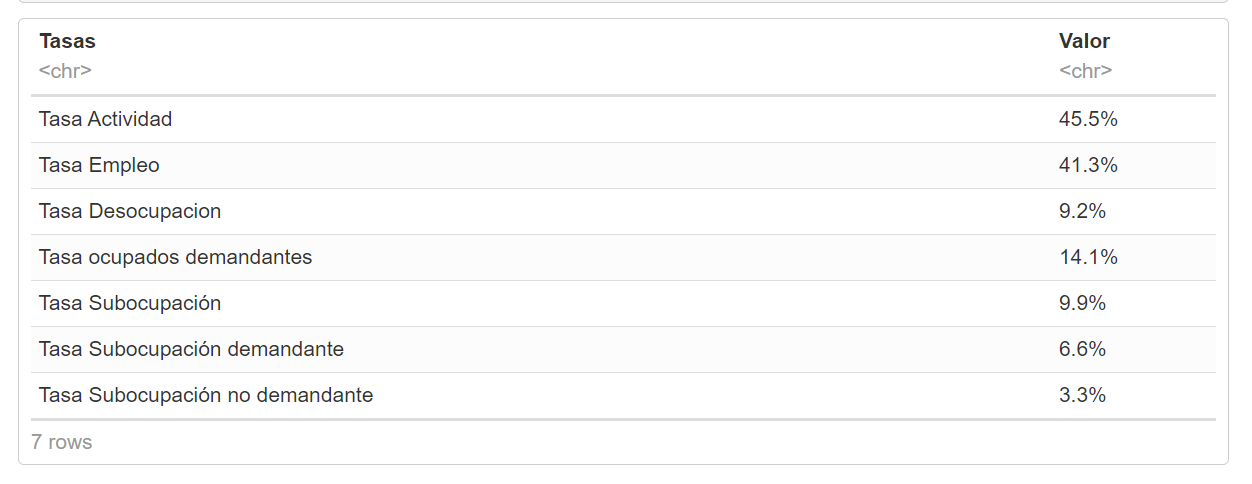 Tasas Valor
<chr> <chr>
Tasa Actividad 45.5%
Tasa Empleo 41.3%
Tasa Desocupacion 9.2%
Tasa ocupados demandantes 14.1%
Tasa Subocupación 9.9%
Tasa Subocupación demandante 6.6%
Tasa Subocupación no demandante 3.3%
7 rows